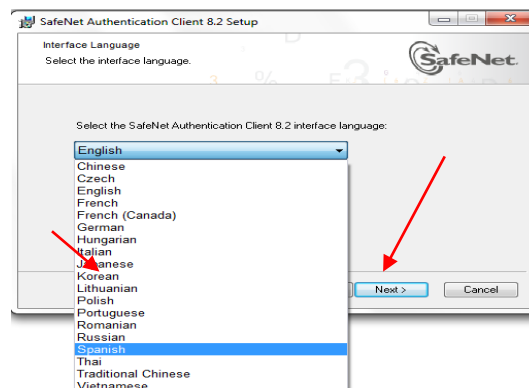 SafeNet Authentication Client 8.2 Setup
Interface Language
Select the interface language.
SafeNet.
Select the SafeNet Authentication Client 8.2 interface language:
English
Chinese
Czech
English
French
French (Canada)
German
Hungarian
Italian
Japanese
Korean
Lithuanian
Polish
Portuguese
Romanian
Russian
Spanish
Thai
Traditional Chinese
Vietnamese
Next >
Cancel